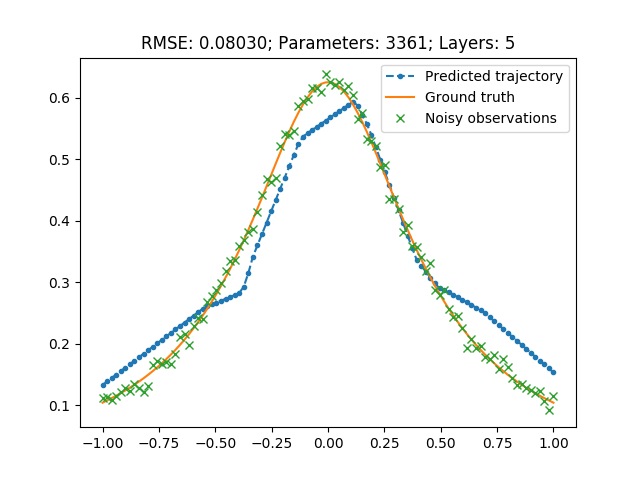 RMSE: 0.08030; Parameters: 3361; Layers: 5
Predicted trajectory
Ground truth
Noisy observations
0.6
0.5
0.4
0.3
0.2
0.1
−1.00 −0.75 −0.50 −0.25 0.00 0.25 0.50 0.75 1.00